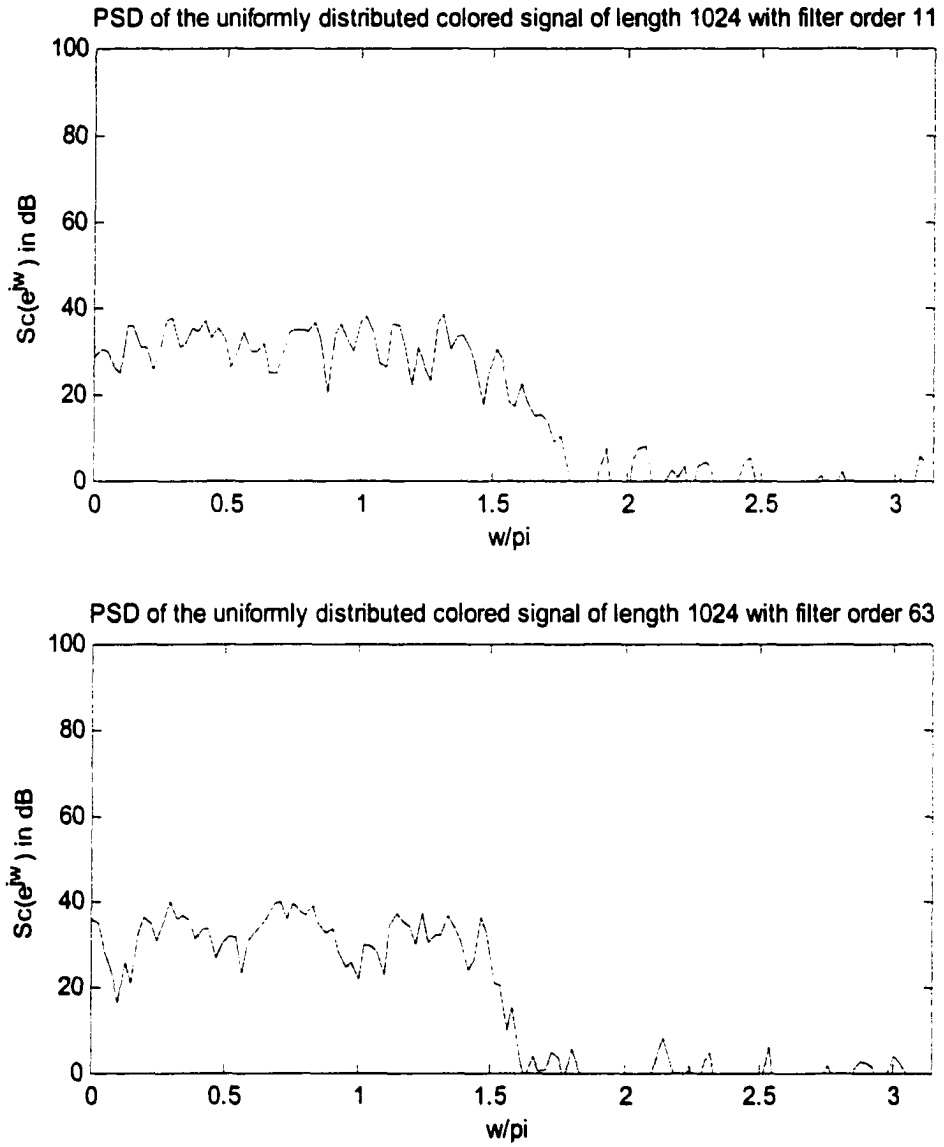 PSD of the uniformly distributed colored signal of length 1024 with filter order 11
100
80
60
40
20
0
Sc(e^jw) in dB
0 0.5 1 1.5 2 2.5 3
w/pi
PSD of the uniformly distributed colored signal of length 1024 with filter order 63
100
80
60
40
20
0
Sc(e^jw) in dB
0 0.5 1 1.5 2 2.5 3
w/pi